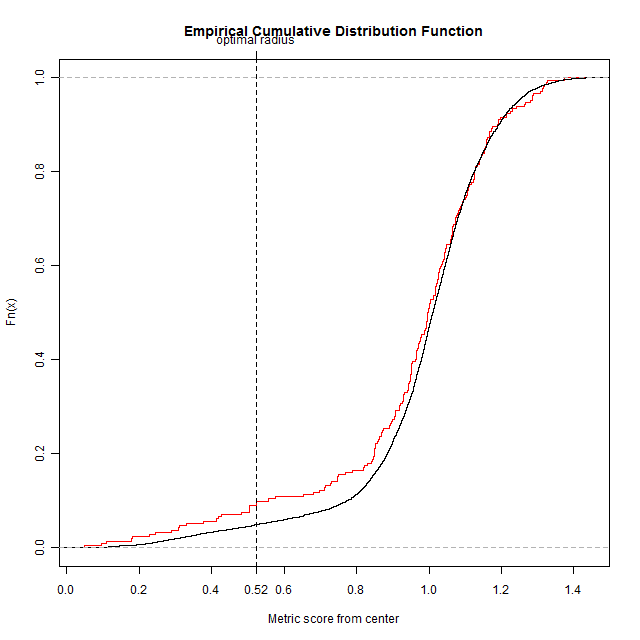 Empirical Cumulative Distribution Function
optimal radius
Fn(x)
1.0
0.8
0.6
0.4
0.2
0.0
0.0 0.2 0.4 0.52 0.6 0.8 1.0 1.2 1.4
Metric score from center